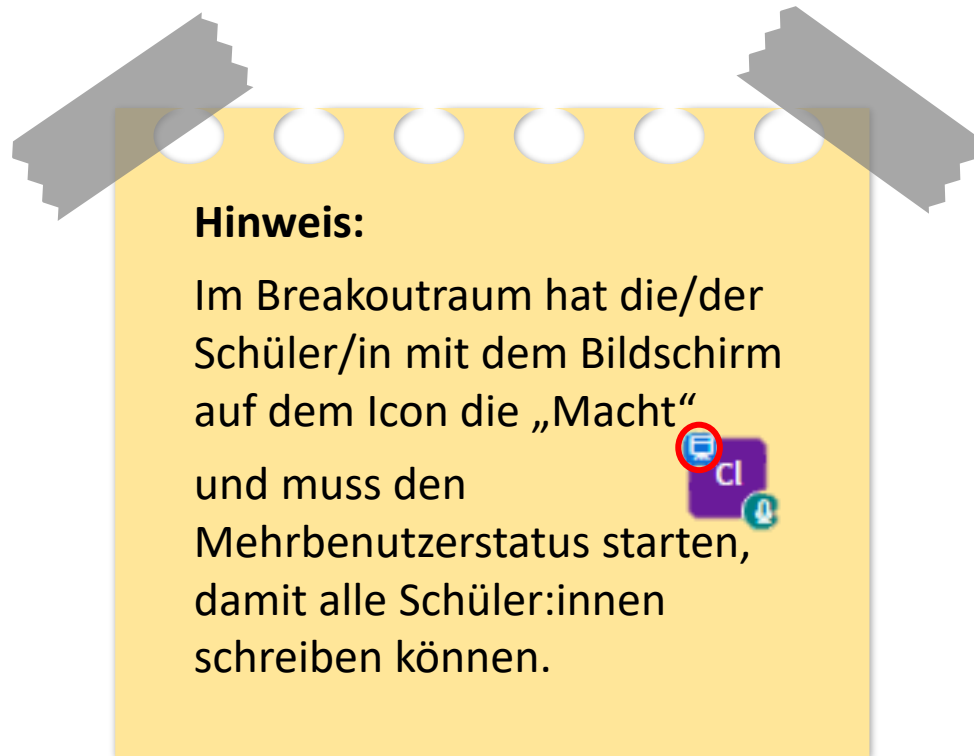 Hinweis:
Im Breakoutraum hat die/der
Schüler/in mit dem Bildschirm
auf dem Icon die „Macht“
Cl
und muss den
Mehrbenutzerstatus starten,
damit alle Schüler:innen
schreiben können.